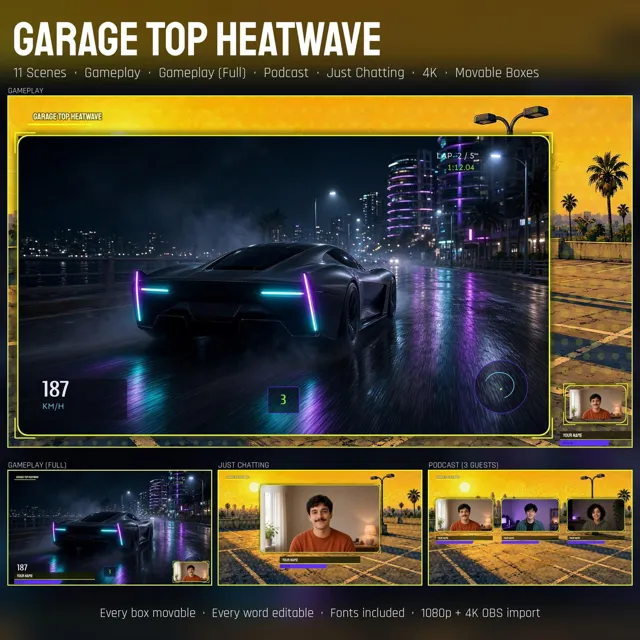 GARAGE TOP HEATWAVE
11 Scenes · Gameplay · Gameplay (Full) · Podcast · Just Chatting · 4K · Movable Boxes
GAMEPLAY
GARAGE TOP HEATWAVE
LAP 2 / 5
1:12.04
187
KM/H
3
YOUR NAME
GAMEPLAY (FULL)
JUST CHATTING
PODCAST (3 GUESTS)
187
YOUR NAME
YOUR NAME
Every box movable · Every word editable · Fonts included · 1080p + 4K OBS import